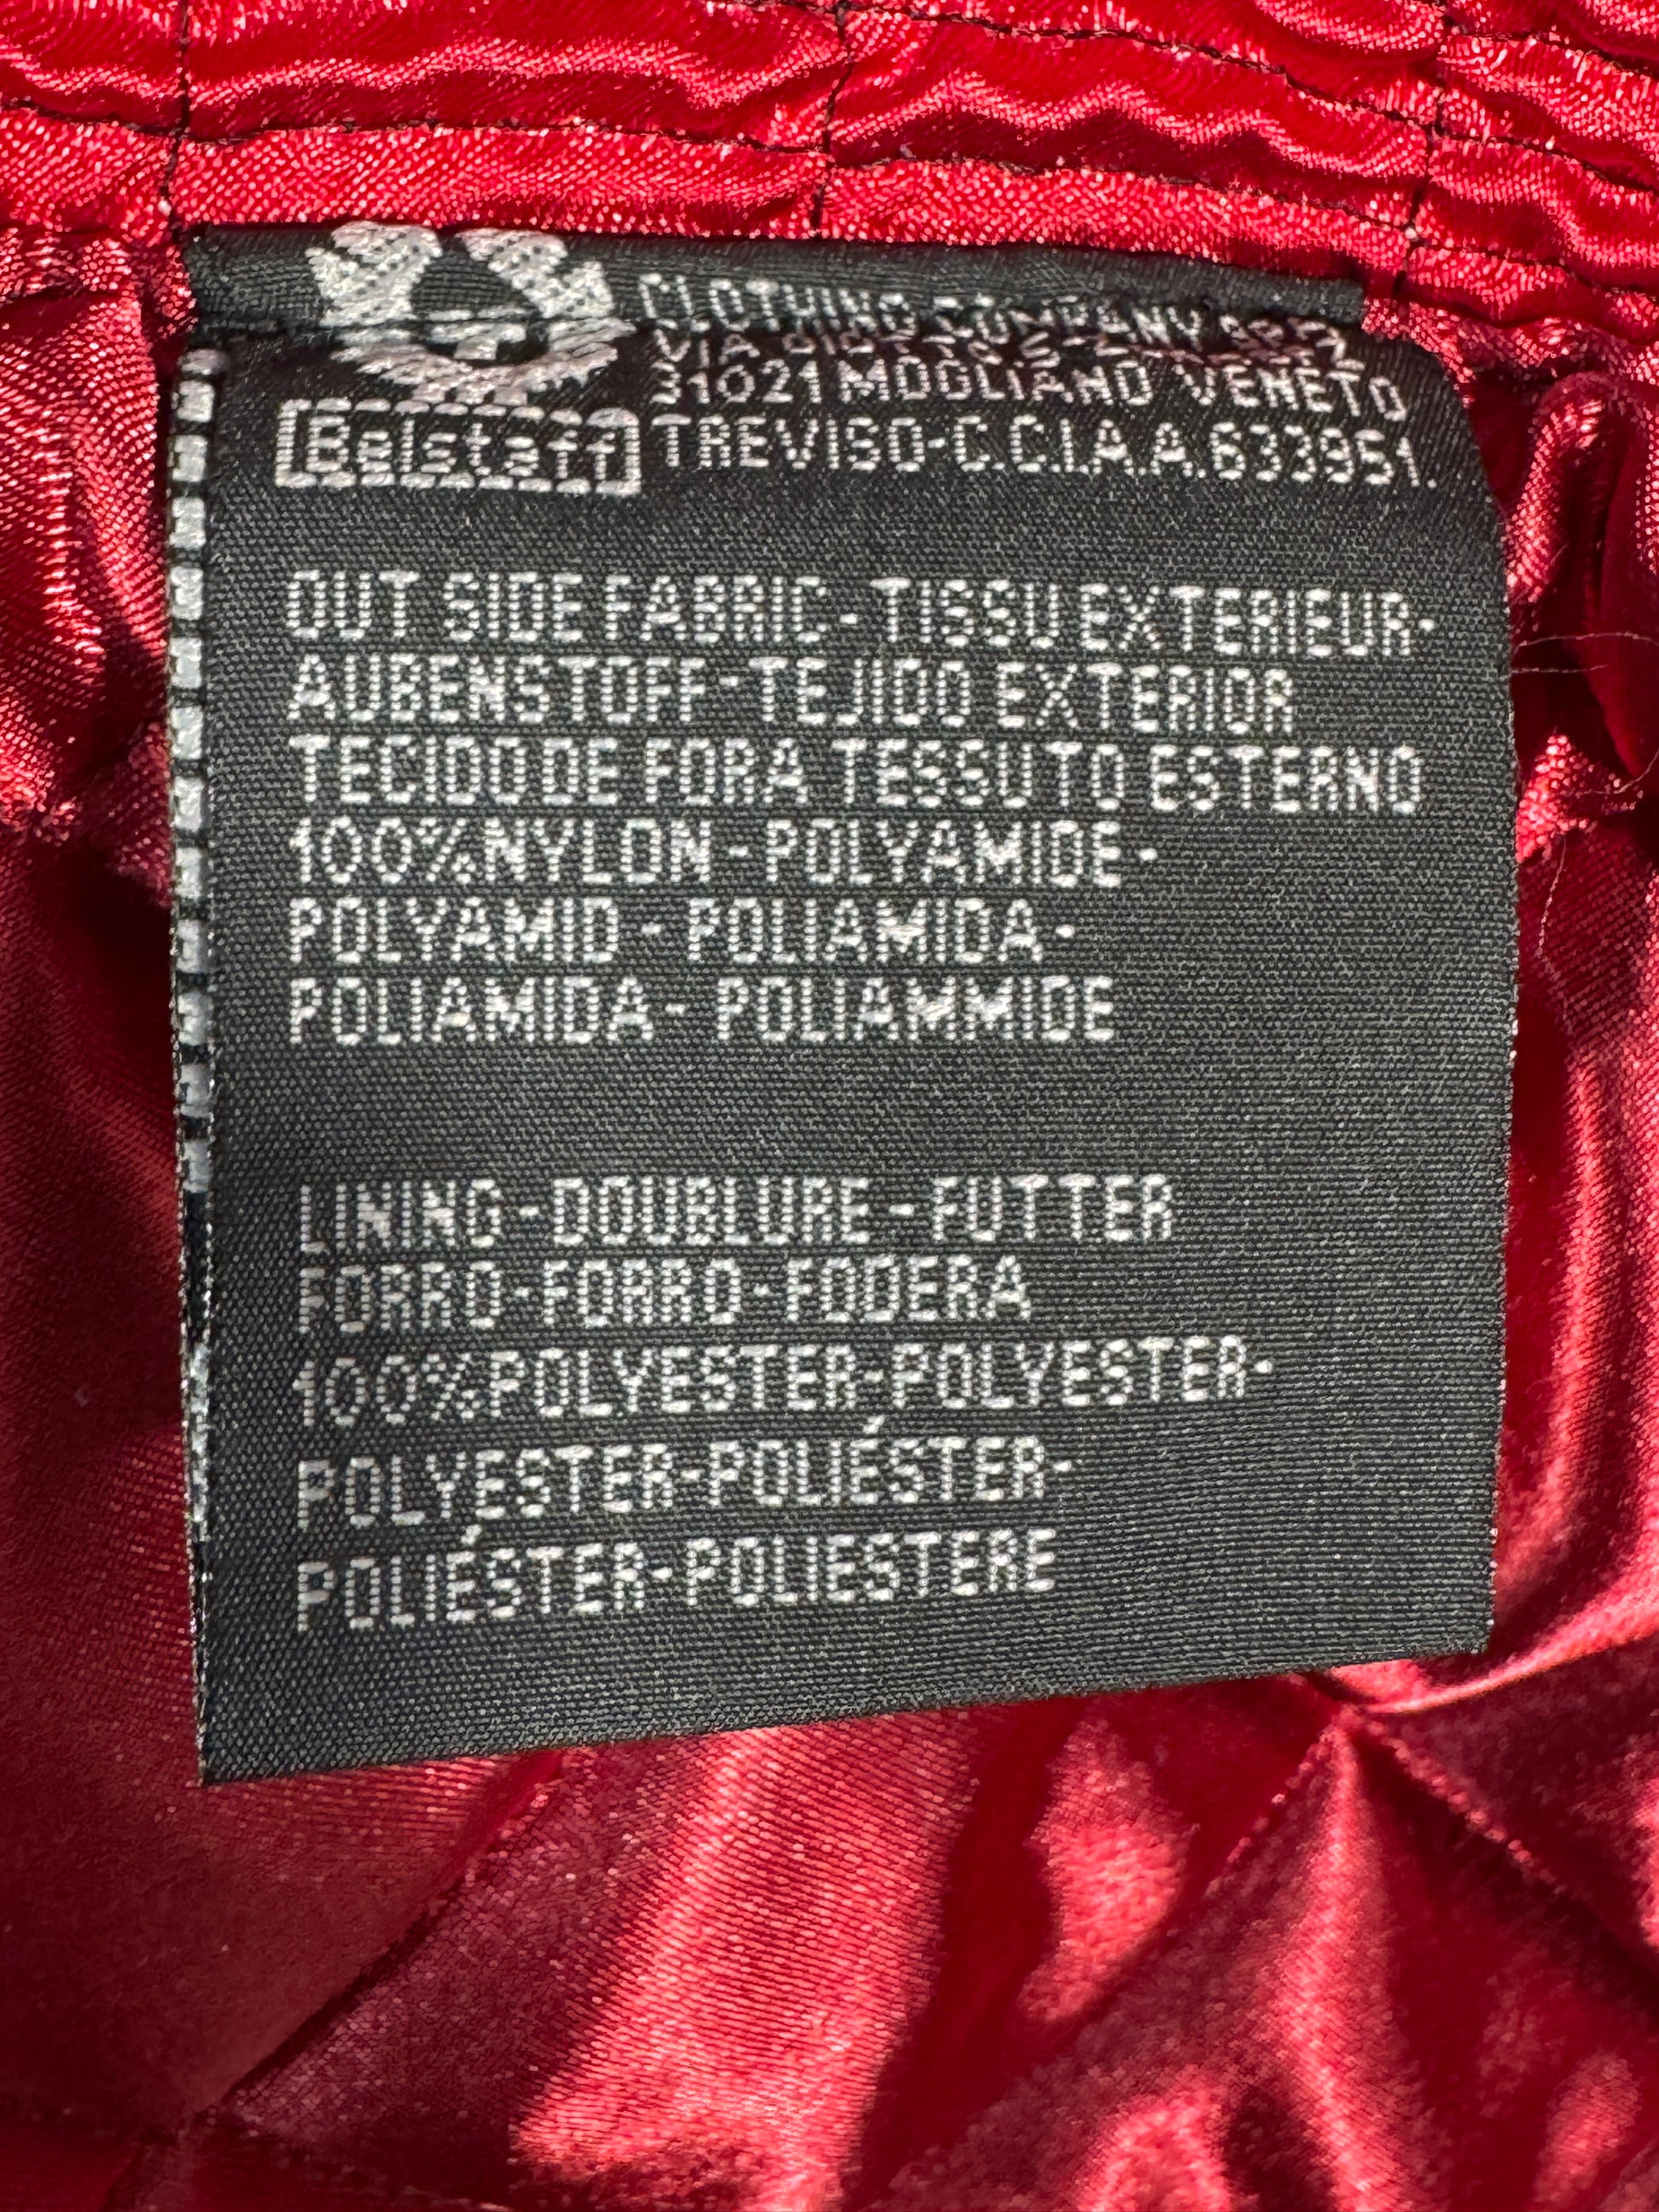 CLOTHING COMPANY SPA
VIA
31021 MOGLIANO VENETO
Belstaff
TREVISO-C.C.I.A.A.633951.
OUT SIDE FABRIC-TISSU EXTERIEUR-
AUBENSTOFF-TEJIDO EXTERIOR
TECIDO DE FORA TESSUTO ESTERNO
100%NYLON-POLYAMIDE-
POLYAMID-POLIAMIDA-
POLIAMIDA-POLIAMMIDE
LINING-DOUBLURE-FUTTER
FORRO-FORRO-FODERA
100%POLYESTER-POLYESTER-
POLYESTER-POLIÉSTER-
POLIÉSTER-POLIESTERE